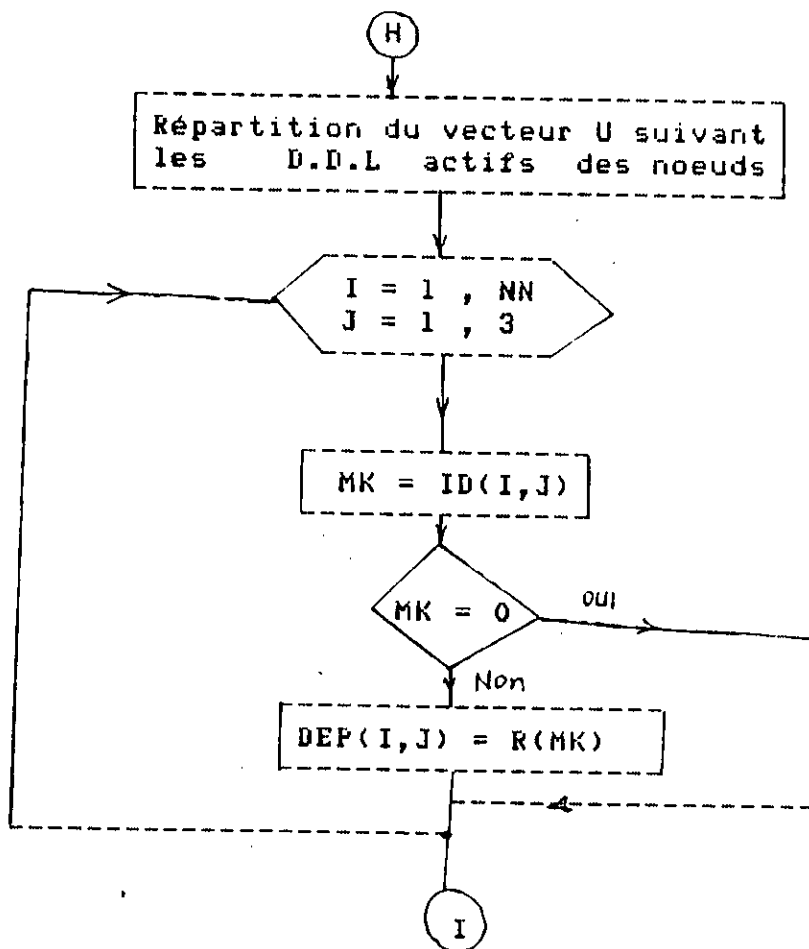 H
Répartition du vecteur U suivant
les D.D.L actifs des noeuds
I = 1 , NN
J = 1 , 3
MK = ID(I,J)
MK = 0
oui
Non
DEP(I,J) = R(MK)
I